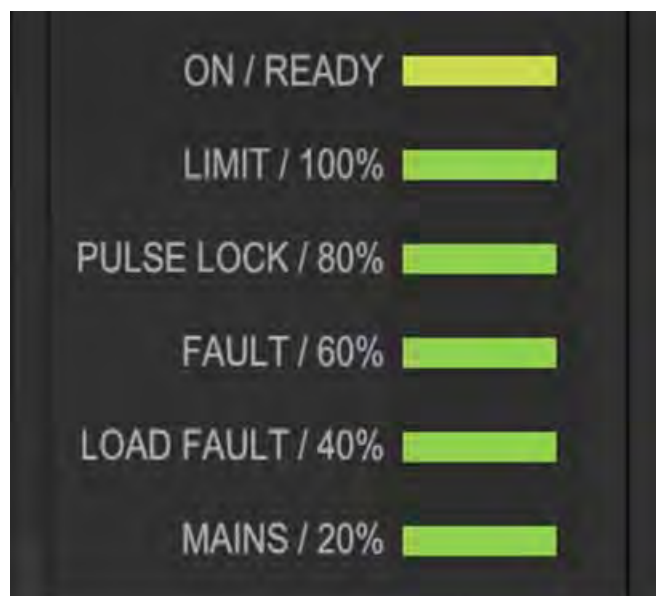 ON / READY
LIMIT / 100%
PULSE LOCK / 80%
FAULT / 60%
LOAD FAULT / 40%
MAINS / 20%